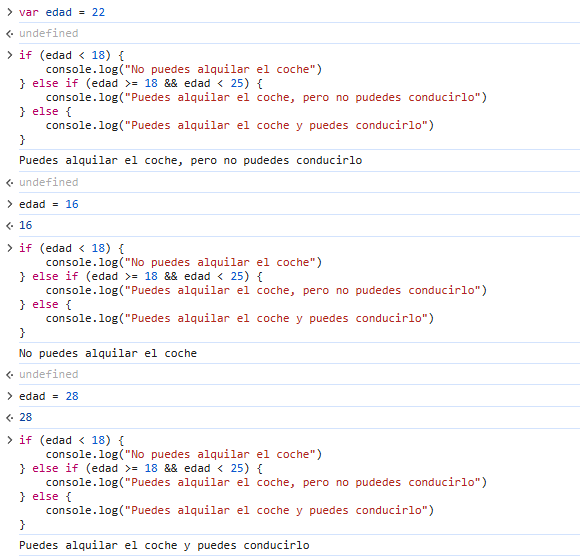 > var edad = 22
<· undefined
> if (edad < 18) {
    console.log("No puedes alquilar el coche")
} else if (edad >= 18 && edad < 25) {
    console.log("Puedes alquilar el coche, pero no pudedes conducirlo")
} else {
    console.log("Puedes alquilar el coche y puedes conducirlo")
}
Puedes alquilar el coche, pero no pudedes conducirlo
<· undefined
> edad = 16
<· 16
> if (edad < 18) {
    console.log("No puedes alquilar el coche")
} else if (edad >= 18 && edad < 25) {
    console.log("Puedes alquilar el coche, pero no pudedes conducirlo")
} else {
    console.log("Puedes alquilar el coche y puedes conducirlo")
}
No puedes alquilar el coche
<· undefined
> edad = 28
<· 28
> if (edad < 18) {
    console.log("No puedes alquilar el coche")
} else if (edad >= 18 && edad < 25) {
    console.log("Puedes alquilar el coche, pero no pudedes conducirlo")
} else {
    console.log("Puedes alquilar el coche y puedes conducirlo")
}
Puedes alquilar el coche y puedes conducirlo